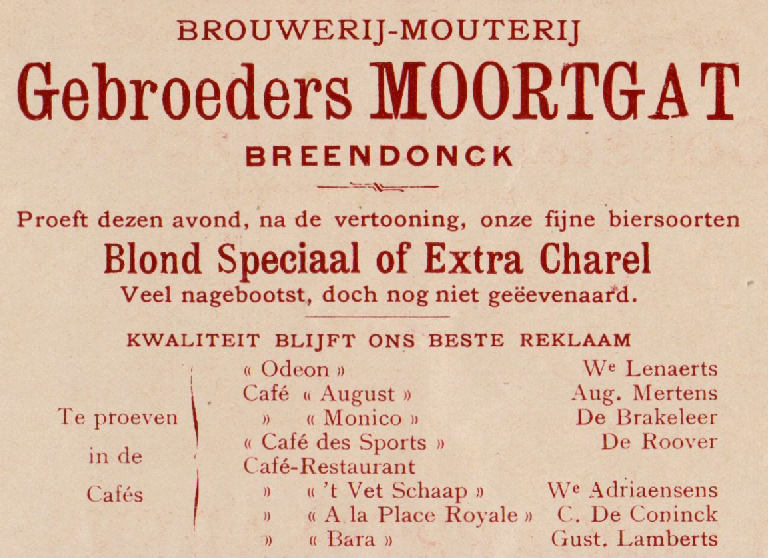 BROUWERIJ-MOUTERIJ
Gebroeders MOORTGAT
BREENDONCK
Proeft dezen avond, na de vertooning, onze fijne biersoorten
Blond Speciaal of Extra Charel
Veel nagebootst, doch nog niet geëevenaard.
KWALITEIT BLIJFT ONS BESTE REKLAAM
Te proeven
in de
Cafés
« Odeon » We Lenaerts
Café « August » Aug. Mertens
» « Monico » De Brakeleer
« Café des Sports » De Roover
Café-Restaurant
» « 't Vet Schaap » We Adriaensens
» « A la Place Royale » C. De Coninck
» « Bara » Gust. Lamberts